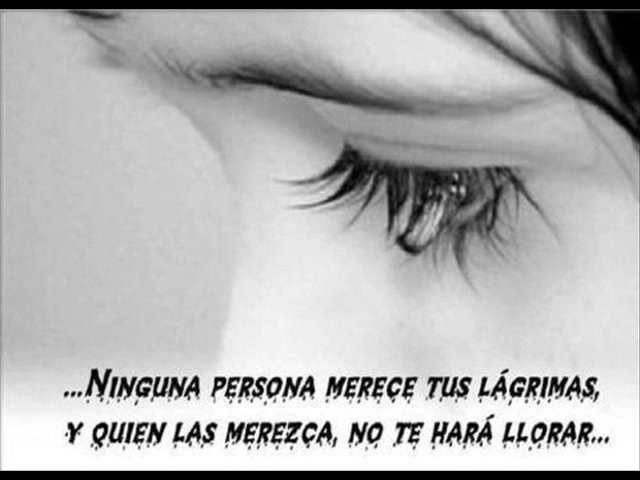 ...NINGUNA PERSONA MERECE TUS LÁGRIMAS,
Y QUIEN LAS MEREZCA, NO TE HARÁ LLORAR...